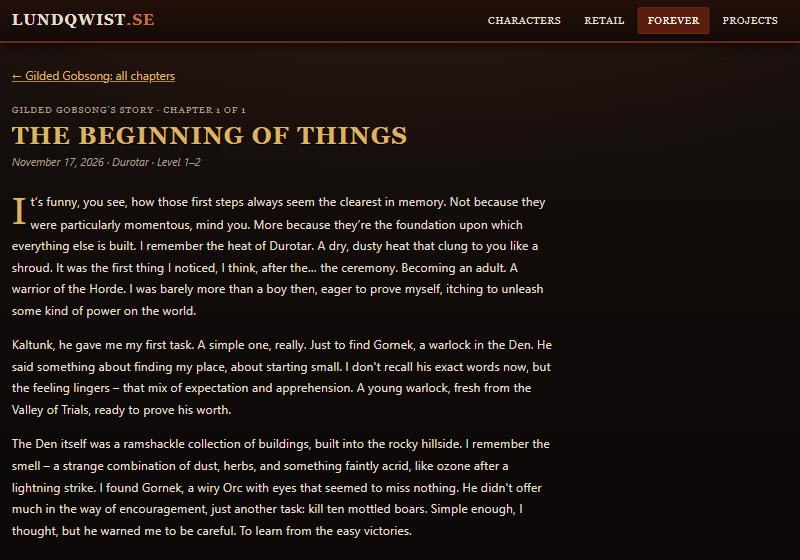 LUNDQWIST.SE
CHARACTERS RETAIL FOREVER PROJECTS
← Gilded Gobsong: all chapters
GILDED GOBSONG'S STORY · CHAPTER 1 OF 1
THE BEGINNING OF THINGS
November 17, 2026 · Durotar · Level 1–2
It's funny, you see, how those first steps always seem the clearest in memory. Not because they
were particularly momentous, mind you. More because they're the foundation upon which
everything else is built. I remember the heat of Durotar. A dry, dusty heat that clung to you like a
shroud. It was the first thing I noticed, I think, after the... the ceremony. Becoming an adult. A
warrior of the Horde. I was barely more than a boy then, eager to prove myself, itching to unleash
some kind of power on the world.
Kaltunk, he gave me my first task. A simple one, really. Just to find Gornek, a warlock in the Den. He
said something about finding my place, about starting small. I don't recall his exact words now, but
the feeling lingers – that mix of expectation and apprehension. A young warlock, fresh from the
Valley of Trials, ready to prove his worth.
The Den itself was a ramshackle collection of buildings, built into the rocky hillside. I remember the
smell – a strange combination of dust, herbs, and something faintly acrid, like ozone after a
lightning strike. I found Gornek, a wiry Orc with eyes that seemed to miss nothing. He didn't offer
much in the way of encouragement, just another task: kill ten mottled boars. Simple enough, I
thought, but he warned me to be careful. To learn from the easy victories.